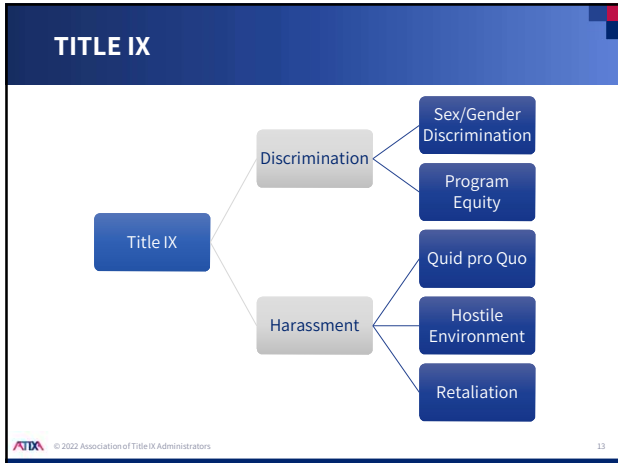 TITLE IX
Sex/Gender
Discrimination
Discrimination
Program
Equity
Title IX
Quid pro Quo
Harassment
Hostile
Environment
Retaliation
ATIXA © 2022 Association of Title IX Administrators
13